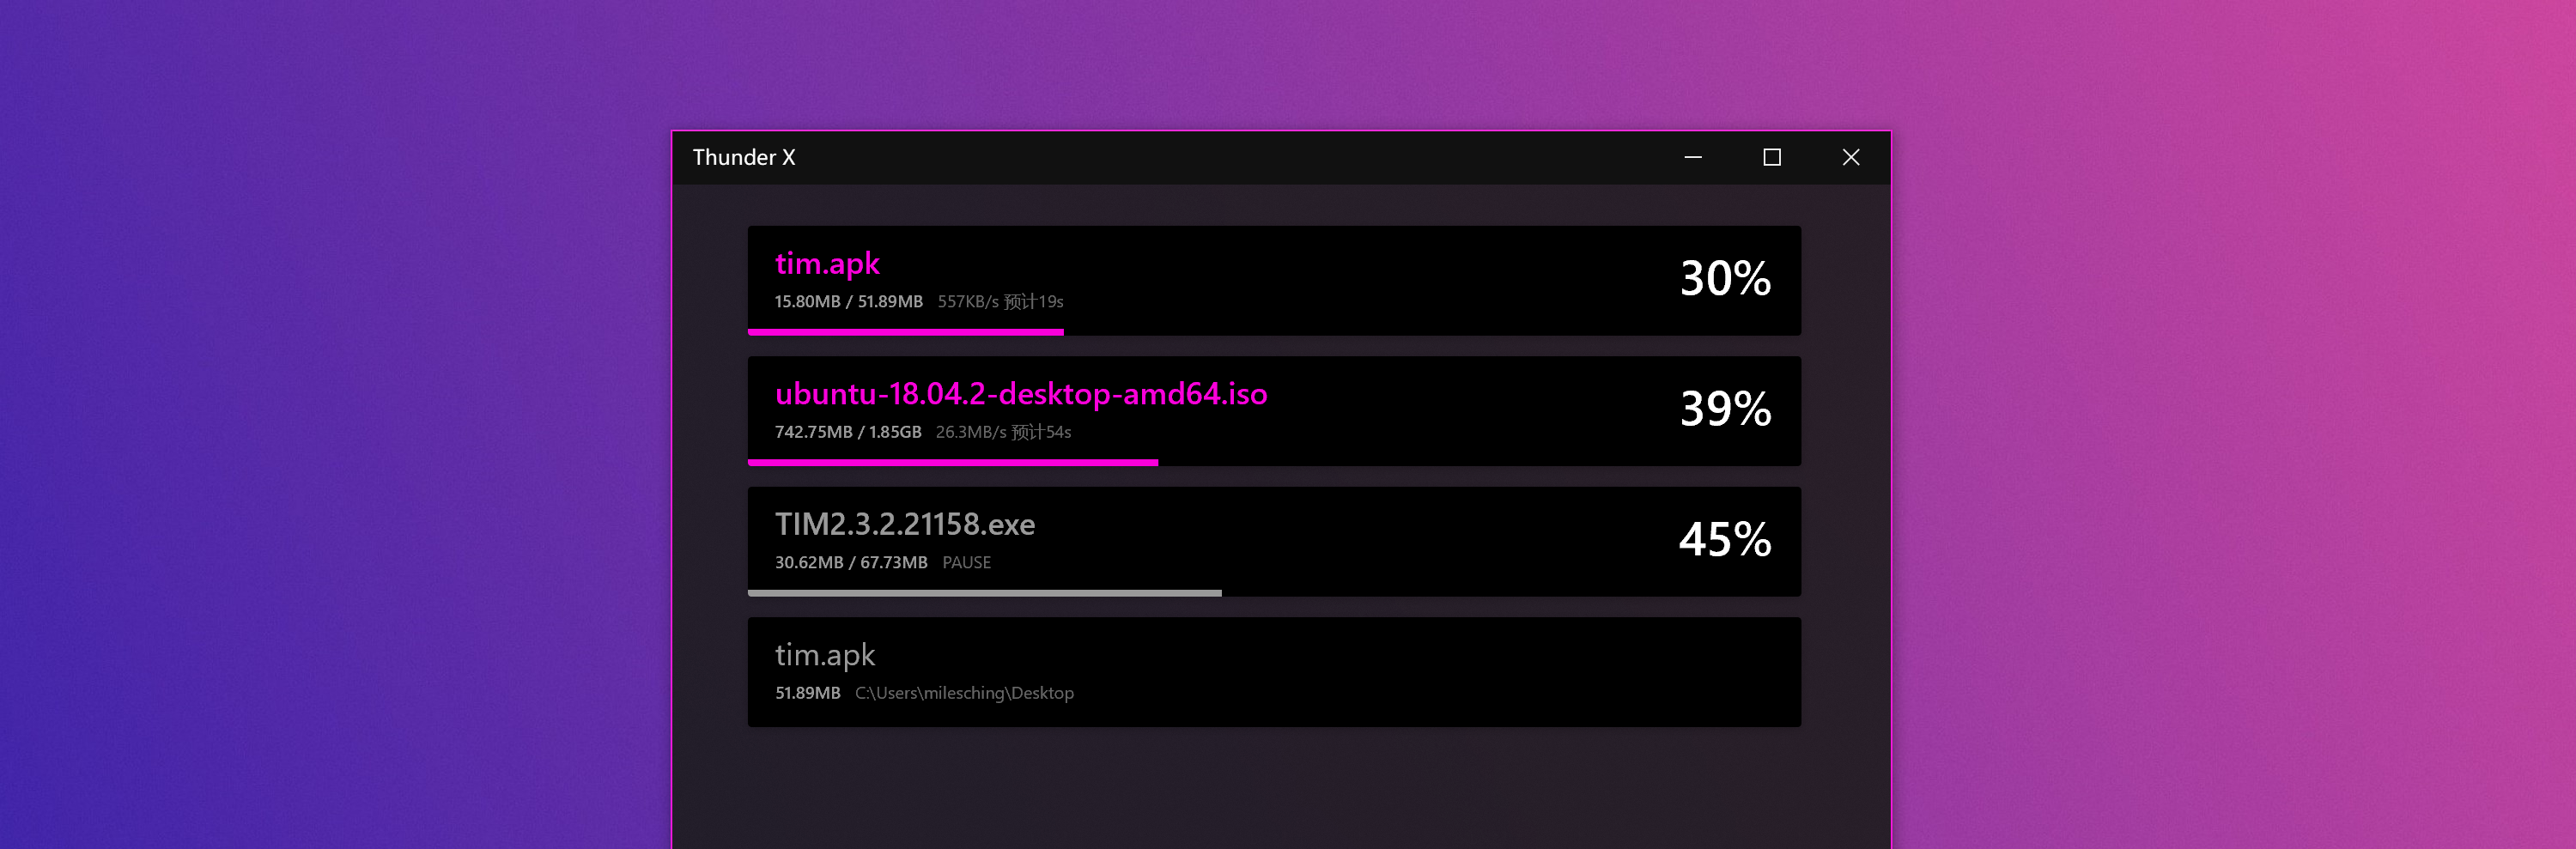 Thunder X
tim.apk
30%
15.80MB / 51.89MB 557KB/s 预计19s
ubuntu-18.04.2-desktop-amd64.iso
39%
742.75MB / 1.85GB 26.3MB/s 预计54s
TIM2.3.2.21158.exe
45%
30.62MB / 67.73MB PAUSE
tim.apk
51.89MB C:\Users\milesching\Desktop